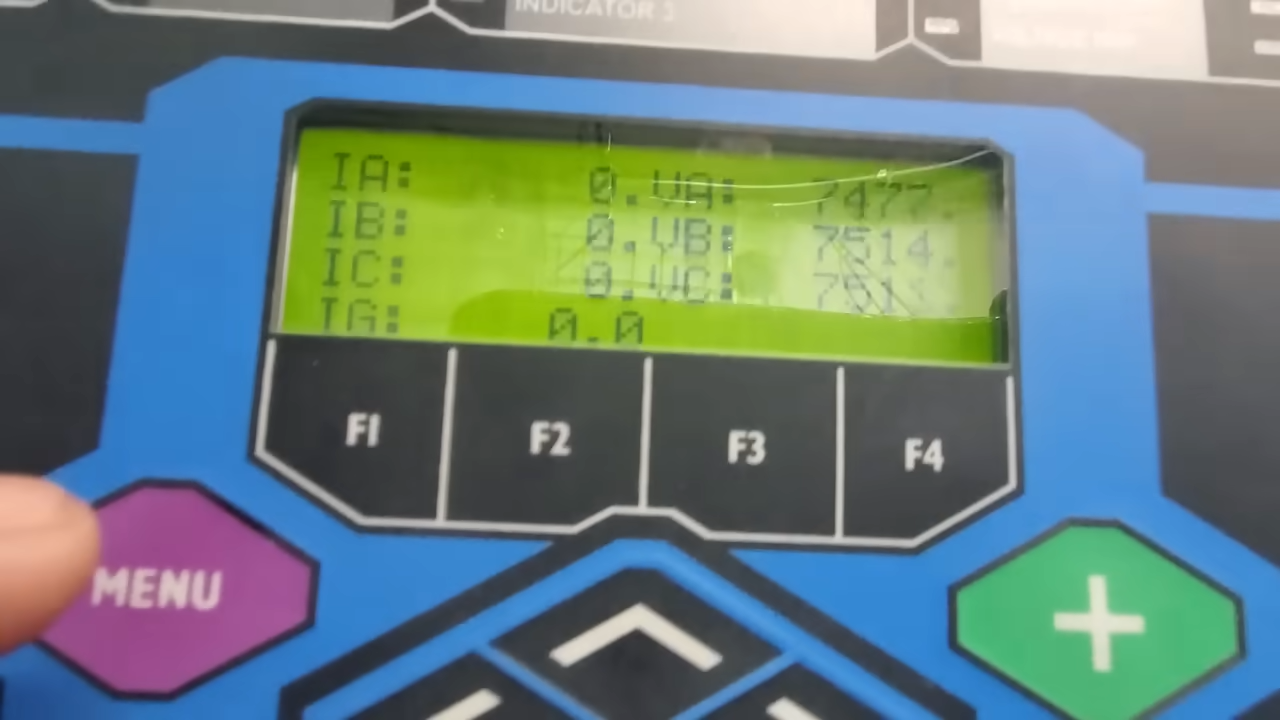 INDICATOR 3
IA: 0. VA: 7477.
IB: 0. VB: 7514.
IC: 0. VC:
IG: 0.0
F1 F2 F3 F4
MENU
+